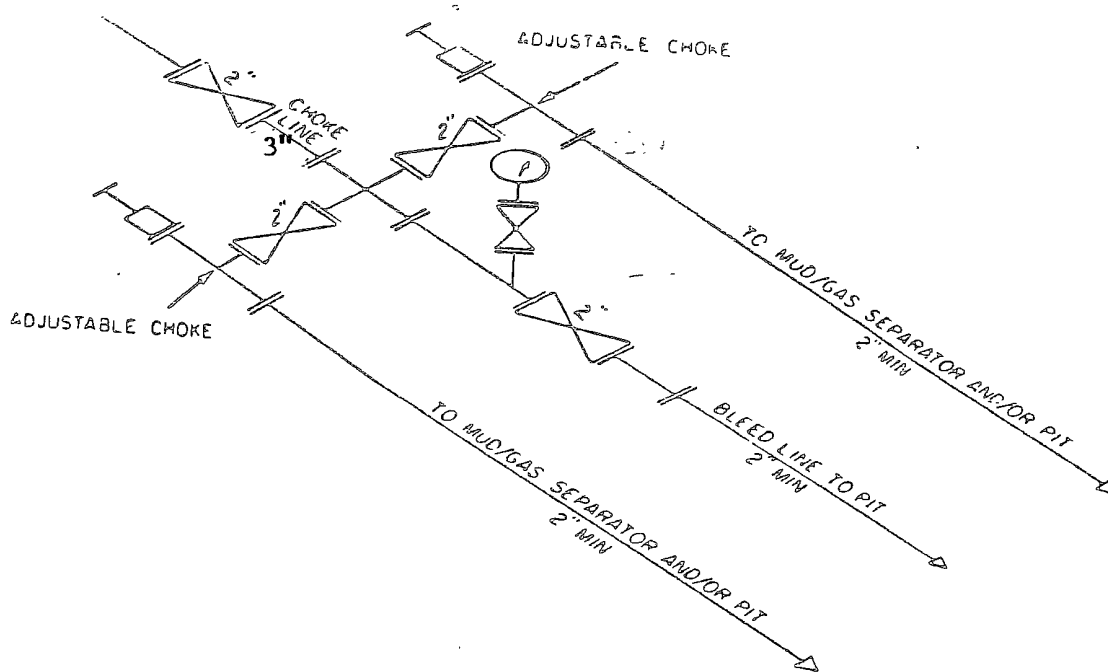 ADJUSTABLE CHOKE
2"
CHOKE
LINE
3"
2"
2"
ADJUSTABLE CHOKE
2"
TO MUD/GAS SEPARATOR AND/OR PIT
2" MIN
BLEED LINE TO PIT
2" MIN
TO MUD/GAS SEPARATOR AND/OR PIT
2" MIN